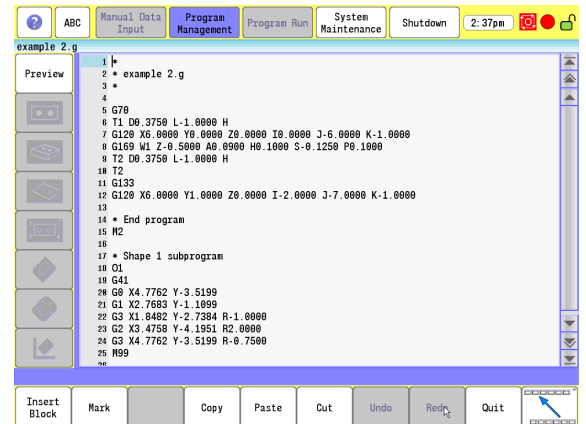 ?
ABC
Manual Data Input
Program Management
Program Run
System Maintenance
Shutdown
2:37pm
example 2.g
Preview
1 *
2 * example 2.g
3 *
4
5 G70
6 T1 D0.3750 L-1.0000 H
7 G120 X6.0000 Y0.0000 Z0.0000 I0.0000 J-6.0000 K-1.0000
8 G169 W1 Z-0.5000 A0.0900 H0.1000 S-0.1250 P0.1000
9 T2 D0.3750 L-1.0000 H
10 T2
11 G133
12 G120 X6.0000 Y1.0000 Z0.0000 I-2.0000 J-7.0000 K-1.0000
13
14 * End program
15 M2
16
17 * Shape 1 subprogram
18 O1
19 G41
20 G0 X4.7762 Y-3.5199
21 G1 X2.7683 Y-1.1099
22 G3 X1.8482 Y-2.7384 R-1.0000
23 G2 X3.4758 Y-4.1951 R2.0000
24 G3 X4.7762 Y-3.5199 R-0.7500
25 M99
26
Insert Block
Mark
Copy
Paste
Cut
Undo
Redo
Quit